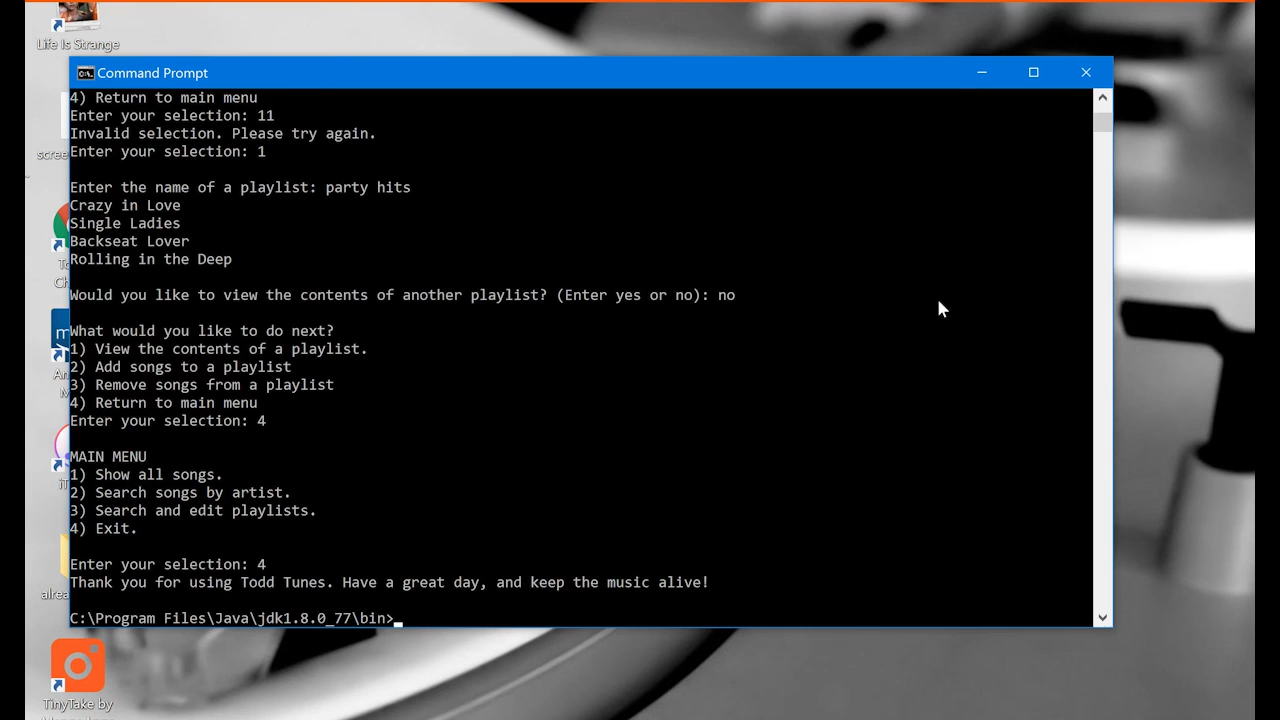 Life Is Strange
Command Prompt
4) Return to main menu
Enter your selection: 11
Invalid selection. Please try again.
Enter your selection: 1
Enter the name of a playlist: party hits
Crazy in Love
Single Ladies
Backseat Lover
Rolling in the Deep
Would you like to view the contents of another playlist? (Enter yes or no): no
What would you like to do next?
1) View the contents of a playlist.
2) Add songs to a playlist
3) Remove songs from a playlist
4) Return to main menu
Enter your selection: 4
MAIN MENU
1) Show all songs.
2) Search songs by artist.
3) Search and edit playlists.
4) Exit.
Enter your selection: 4
Thank you for using Todd Tunes. Have a great day, and keep the music alive!
C:\Program Files\Java\jdk1.8.0_77\bin>
TinyTake by